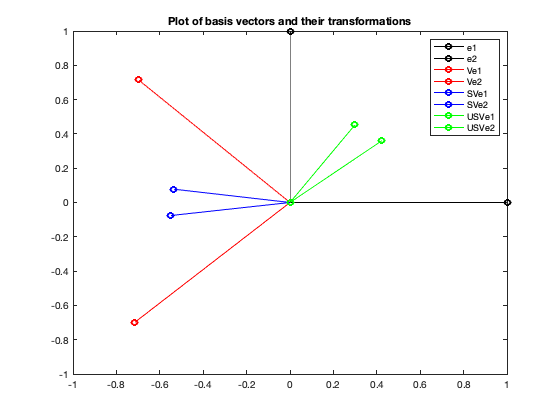 Plot of basis vectors and their transformations
1
0.8
0.6
0.4
0.2
0
-0.2
-0.4
-0.6
-0.8
-1
e1
e2
Ve1
Ve2
SVe1
SVe2
USVe1
USVe2
-1 -0.8 -0.6 -0.4 -0.2 0 0.2 0.4 0.6 0.8 1